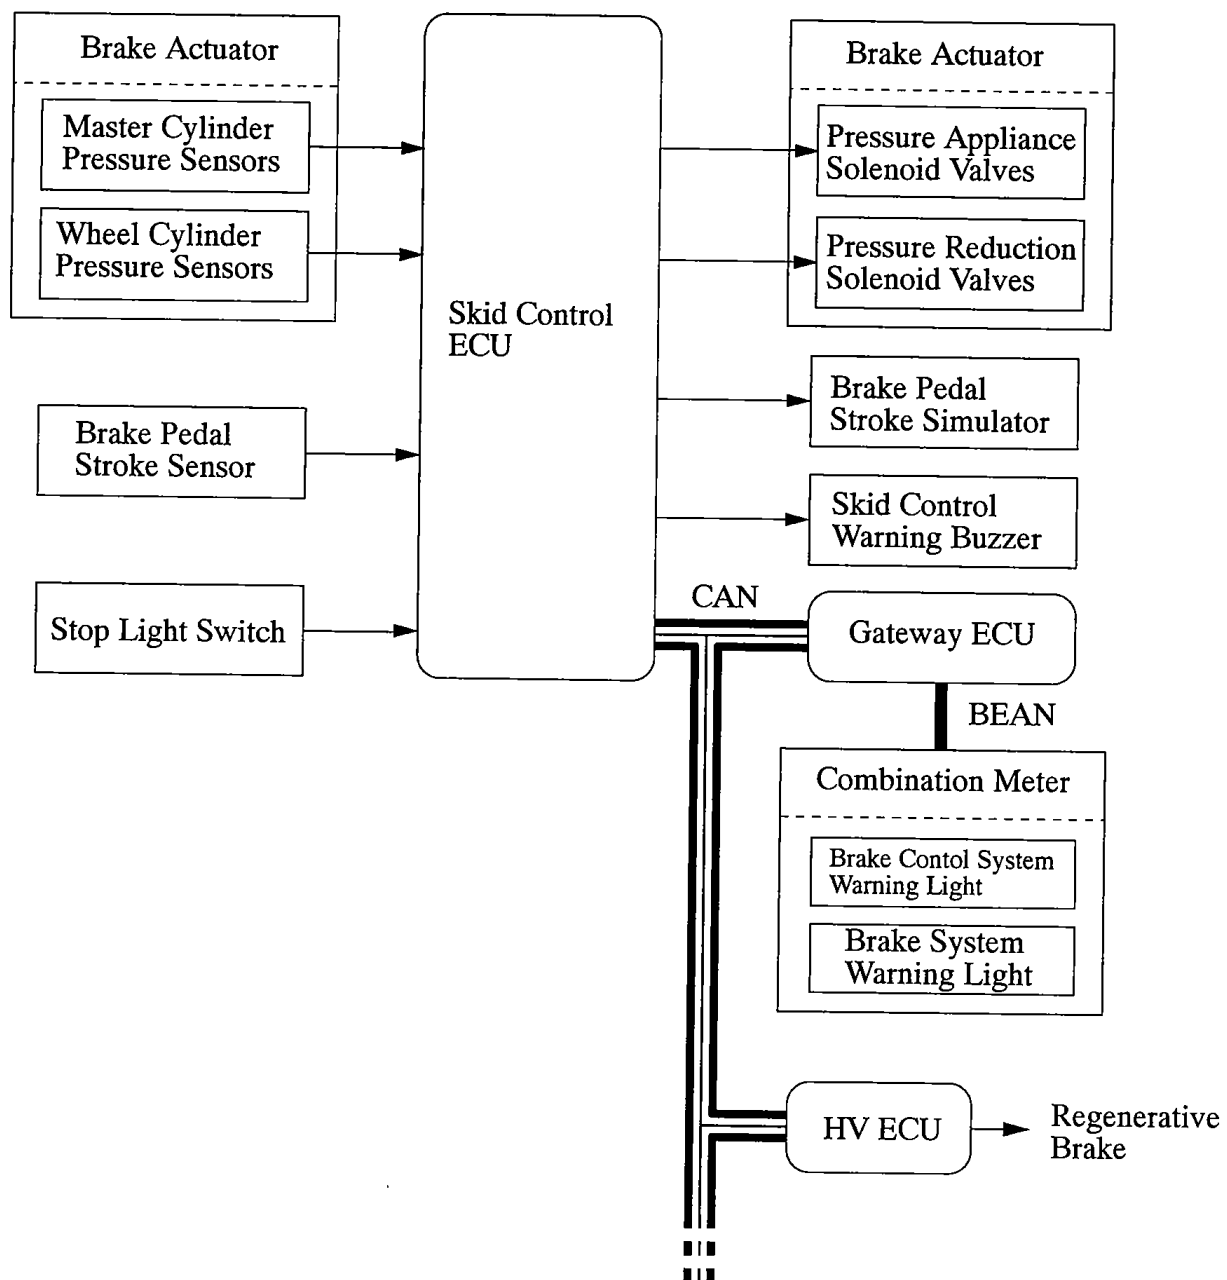 Brake Actuator
Master Cylinder
Pressure Sensors
Wheel Cylinder
Pressure Sensors
Brake Pedal
Stroke Sensor
Stop Light Switch
Skid Control
ECU
Brake Actuator
Pressure Appliance
Solenoid Valves
Pressure Reduction
Solenoid Valves
Brake Pedal
Stroke Simulator
Skid Control
Warning Buzzer
CAN
Gateway ECU
BEAN
Combination Meter
Brake Contol System
Warning Light
Brake System
Warning Light
HV ECU
Regenerative
Brake